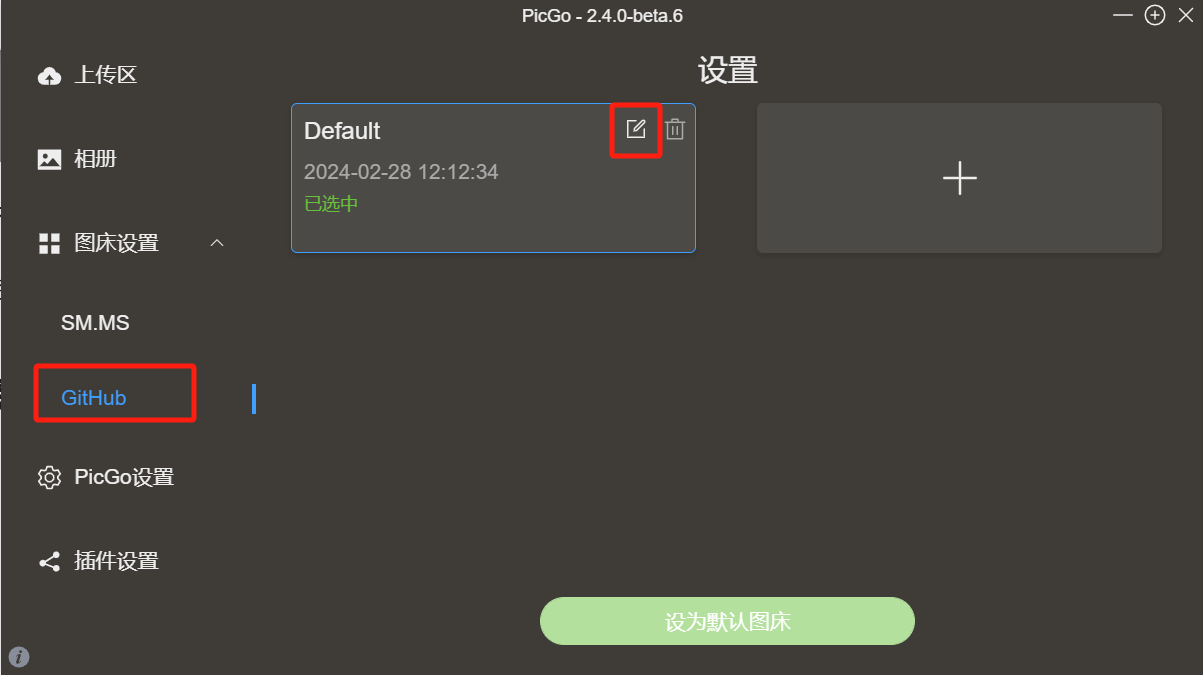 PicGo - 2.4.0-beta.6
上传区
相册
图床设置
SM.MS
GitHub
PicGo设置
插件设置
设置
Default
2024-02-28 12:12:34
已选中
设为默认图床